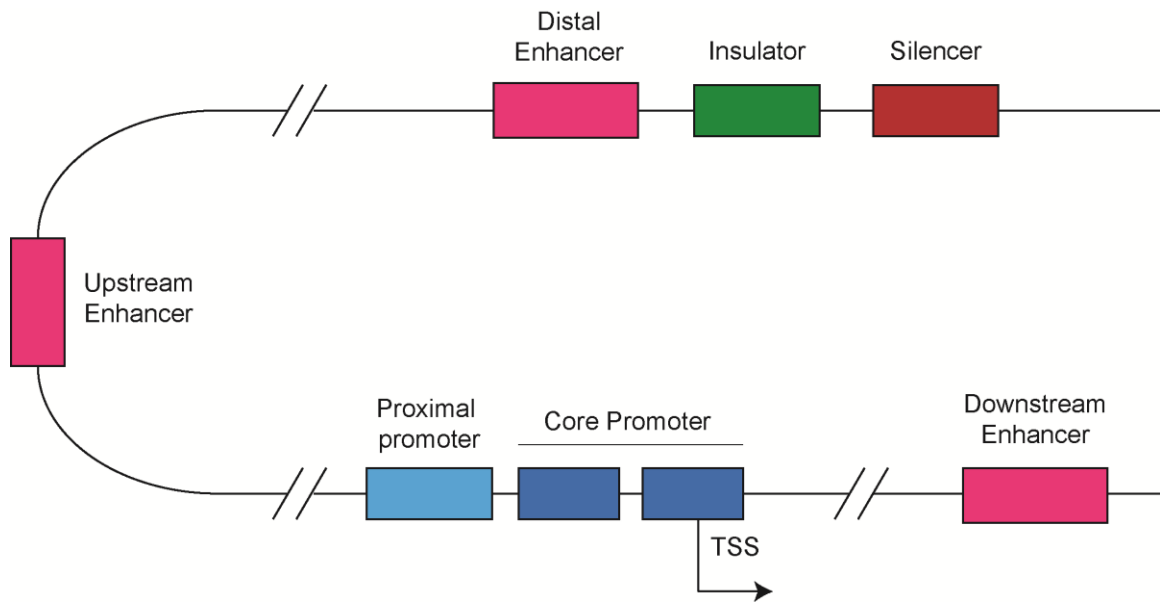 Distal
Enhancer
Insulator
Silencer
Upstream
Enhancer
Proximal
promoter
Core Promoter
Downstream
Enhancer
TSS